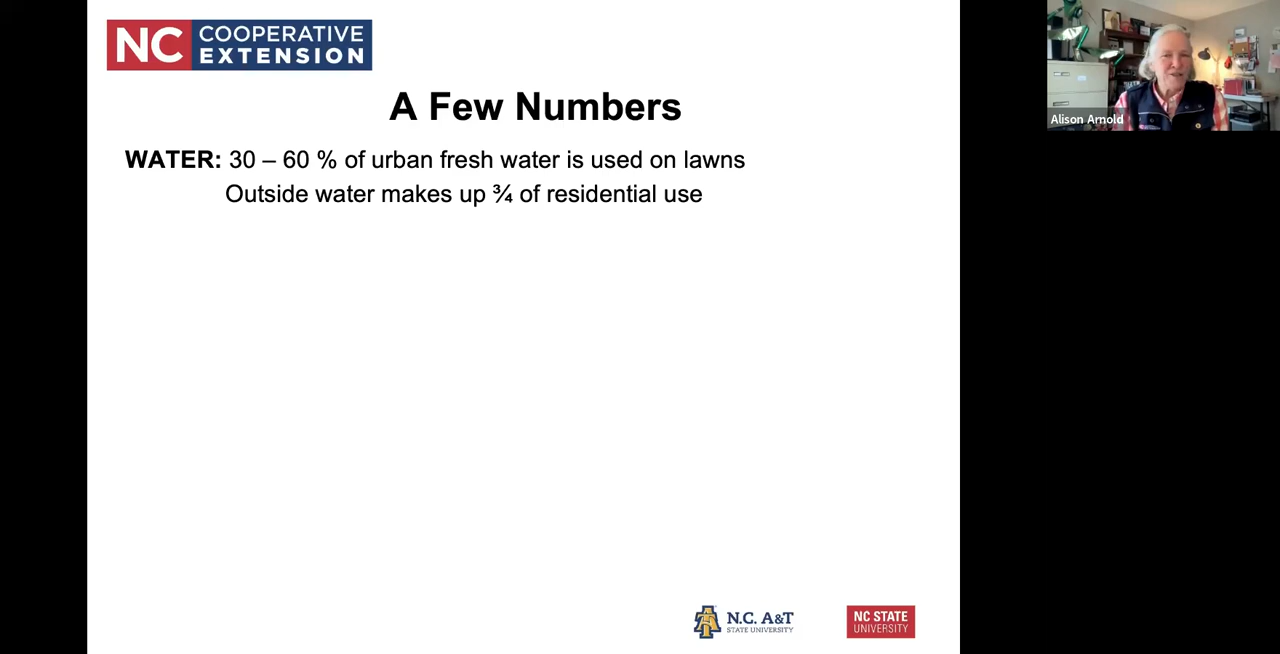 NC COOPERATIVE
EXTENSION
A Few Numbers
Alison Arnold
WATER: 30 – 60 % of urban fresh water is used on lawns
Outside water makes up ¾ of residential use
N.C. A&T
STATE UNIVERSITY
NC STATE
UNIVERSITY